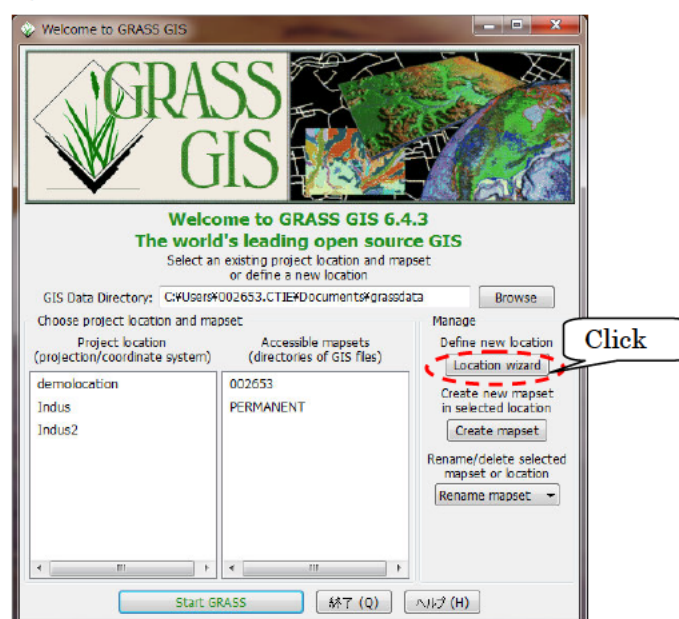 Welcome to GRASS GIS
GRASS
GIS
Welcome to GRASS GIS 6.4.3
The world's leading open source GIS
Select an existing project location and mapset
or define a new location
GIS Data Directory: C:¥Users¥002653.CTIE¥Documents¥grassdata Browse
Choose project location and mapset
Project location
(projection/coordinate system)
demolocation
Indus
Indus2
Accessible mapsets
(directories of GIS files)
002653
PERMANENT
Manage
Define new location
Location wizard
Click
Create new mapset
in selected location
Create mapset
Rename/delete selected
mapset or location
Rename mapset
Start GRASS 終了 (Q) ヘルプ (H)